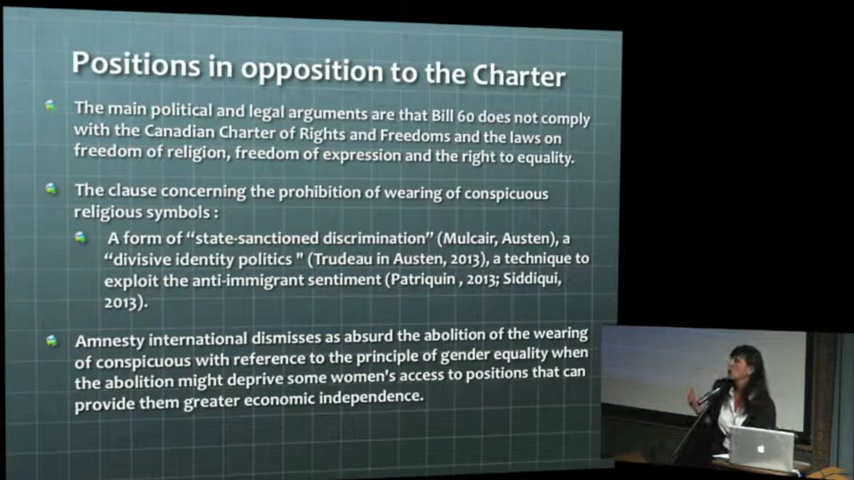 Positions in opposition to the Charter
The main political and legal arguments are that Bill 60 does not comply
with the Canadian Charter of Rights and Freedoms and the laws on
freedom of religion, freedom of expression and the right to equality.
The clause concerning the prohibition of wearing of conspicuous
religious symbols :
A form of “state-sanctioned discrimination” (Mulcair, Austen), a
“divisive identity politics " (Trudeau in Austen, 2013), a technique to
exploit the anti-immigrant sentiment (Patriquin , 2013; Siddiqui,
2013).
Amnesty international dismisses as absurd the abolition of the wearing
of conspicuous with reference to the principle of gender equality when
the abolition might deprive some women's access to positions that can
provide them greater economic independence.